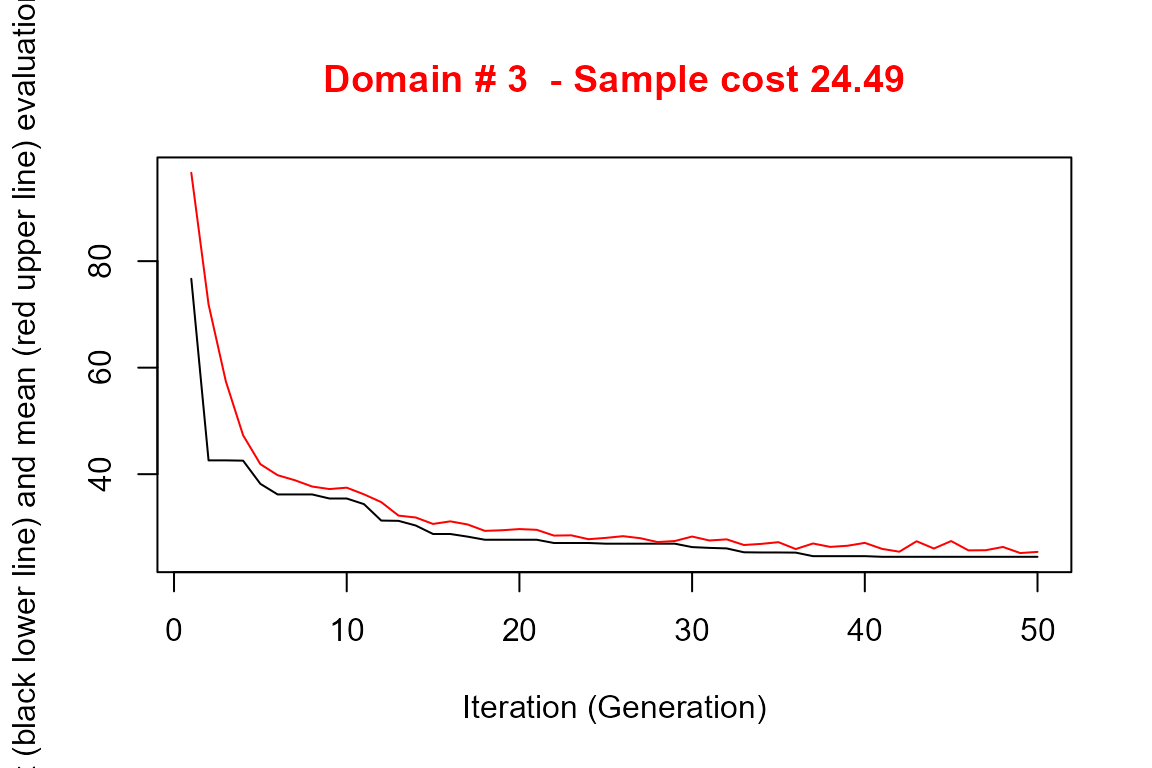 Domain # 3  - Sample cost 24.49
(black lower line) and mean (red upper line) evaluation
80
60
40
0 10 20 30 40 50
Iteration (Generation)